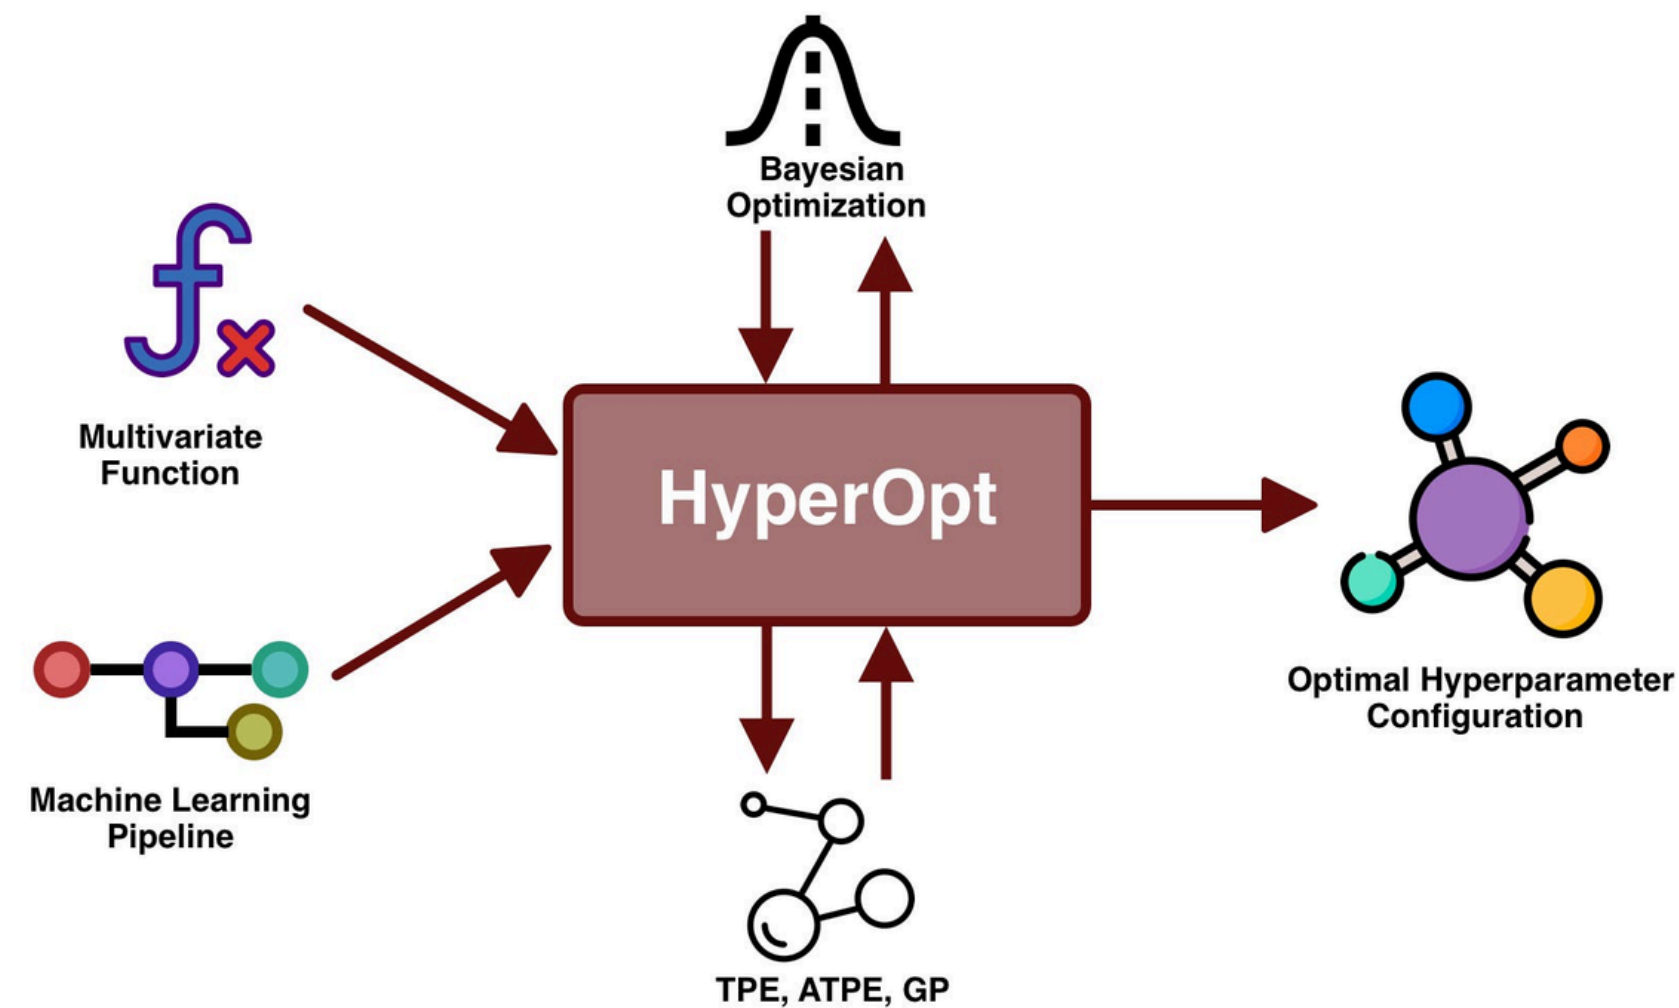 Bayesian
Optimization
Multivariate
Function
HyperOpt
Optimal Hyperparameter
Configuration
Machine Learning
Pipeline
TPE, ATPE, GP